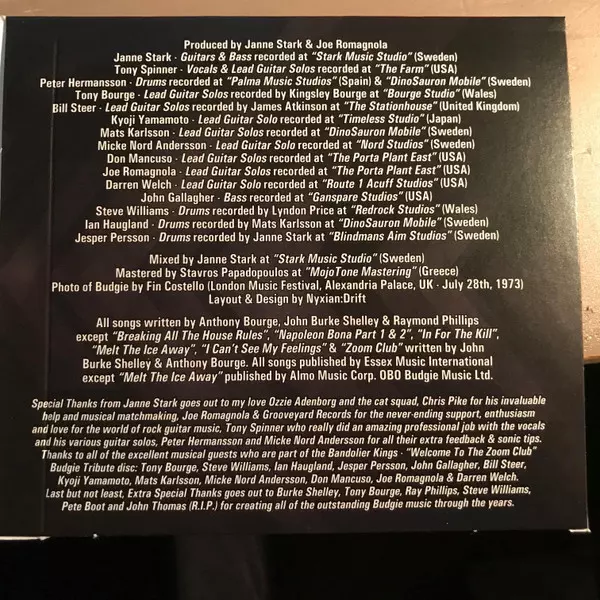 Produced by Janne Stark & Joe Romagnola
Janne Stark · Guitars & Bass recorded at "Stark Music Studio" (Sweden)
Tony Spinner · Vocals & Lead Guitar Solos recorded at "The Farm" (USA)
Peter Hermansson · Drums recorded at "Palma Music Studios" (Spain) & "DinoSauron Mobile" (Sweden)
Tony Bourge · Lead Guitar Solos recorded by Kingsley Bourge at "Bourge Studio" (Wales)
Bill Steer · Lead Guitar Solos recorded by James Atkinson at "The Stationhouse" (United Kingdom)
Kyoji Yamamoto · Lead Guitar Solo recorded at "Timeless Studio" (Japan)
Mats Karlsson · Lead Guitar Solos recorded at "DinoSauron Mobile" (Sweden)
Micke Nord Andersson · Lead Guitar Solo recorded at "Nord Studios" (Sweden)
Don Mancuso · Lead Guitar Solos recorded at "The Porta Plant East" (USA)
Joe Romagnola · Lead Guitar Solos recorded at "The Porta Plant East" (USA)
Darren Welch · Lead Guitar Solo recorded at "Route 1 Acuff Studios" (USA)
John Gallagher · Bass recorded at "Ganspare Studios" (USA)
Steve Williams · Drums recorded by Lyndon Price at "Redrock Studios" (Wales)
Ian Haugland · Drums recorded by Mats Karlsson at "DinoSauron Mobile" (Sweden)
Jesper Persson · Drums recorded by Janne Stark at "Blindmans Aim Studios" (Sweden)
Mixed by Janne Stark at "Stark Music Studio" (Sweden)
Mastered by Stavros Papadopoulos at "MojoTone Mastering" (Greece)
Photo of Budgie by Fin Costello (London Music Festival, Alexandria Palace, UK · July 28th, 1973)
Layout & Design by Nyxian:Drift
All songs written by Anthony Bourge, John Burke Shelley & Raymond Phillips
except "Breaking All The House Rules", "Napoleon Bona Part 1 & 2", "In For The Kill",
"Melt The Ice Away", "I Can't See My Feelings" & "Zoom Club" written by John
Burke Shelley & Anthony Bourge. All songs published by Essex Music International
except "Melt The Ice Away" published by Almo Music Corp. OBO Budgie Music Ltd.
Special Thanks from Janne Stark goes out to my love Ozzie Adenborg and the cat squad, Chris Pike for his invaluable
help and musical matchmaking, Joe Romagnola & Grooveyard Records for the never-ending support, enthusiasm
and love for the world of rock guitar music, Tony Spinner who really did an amazing professional job with the vocals
and his various guitar solos, Peter Hermansson and Micke Nord Andersson for all their extra feedback & sonic tips.
Thanks to all of the excellent musical guests who are part of the Bandolier Kings · "Welcome To The Zoom Club"
Budgie Tribute disc: Tony Bourge, Steve Williams, Ian Haugland, Jesper Persson, John Gallagher, Bill Steer,
Kyoji Yamamoto, Mats Karlsson, Micke Nord Andersson, Don Mancuso, Joe Romagnola & Darren Welch.
Last but not least, Extra Special Thanks goes out to Burke Shelley, Tony Bourge, Ray Phillips, Steve Williams,
Pete Boot and John Thomas (R.I.P.) for creating all of the outstanding Budgie music through the years.